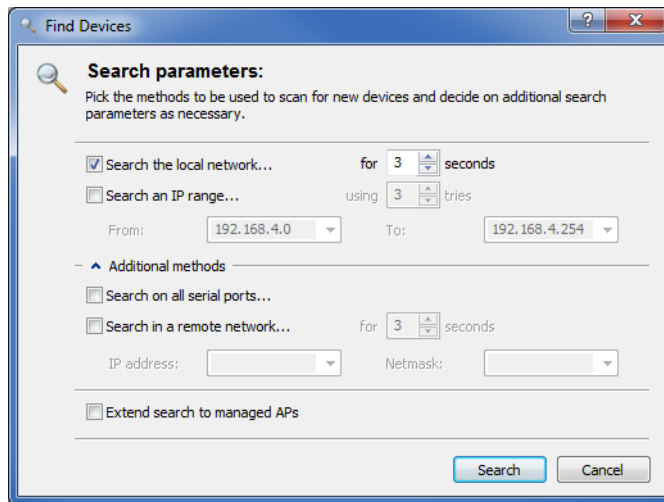 Find Devices
Search parameters:
Pick the methods to be used to scan for new devices and decide on additional search
parameters as necessary.
Search the local network... for 3 seconds
Search an IP range... using 3 tries
From: 192.168.4.0 To: 192.168.4.254
Additional methods
Search on all serial ports...
Search in a remote network... for 3 seconds
IP address: Netmask:
Extend search to managed APs
Search Cancel